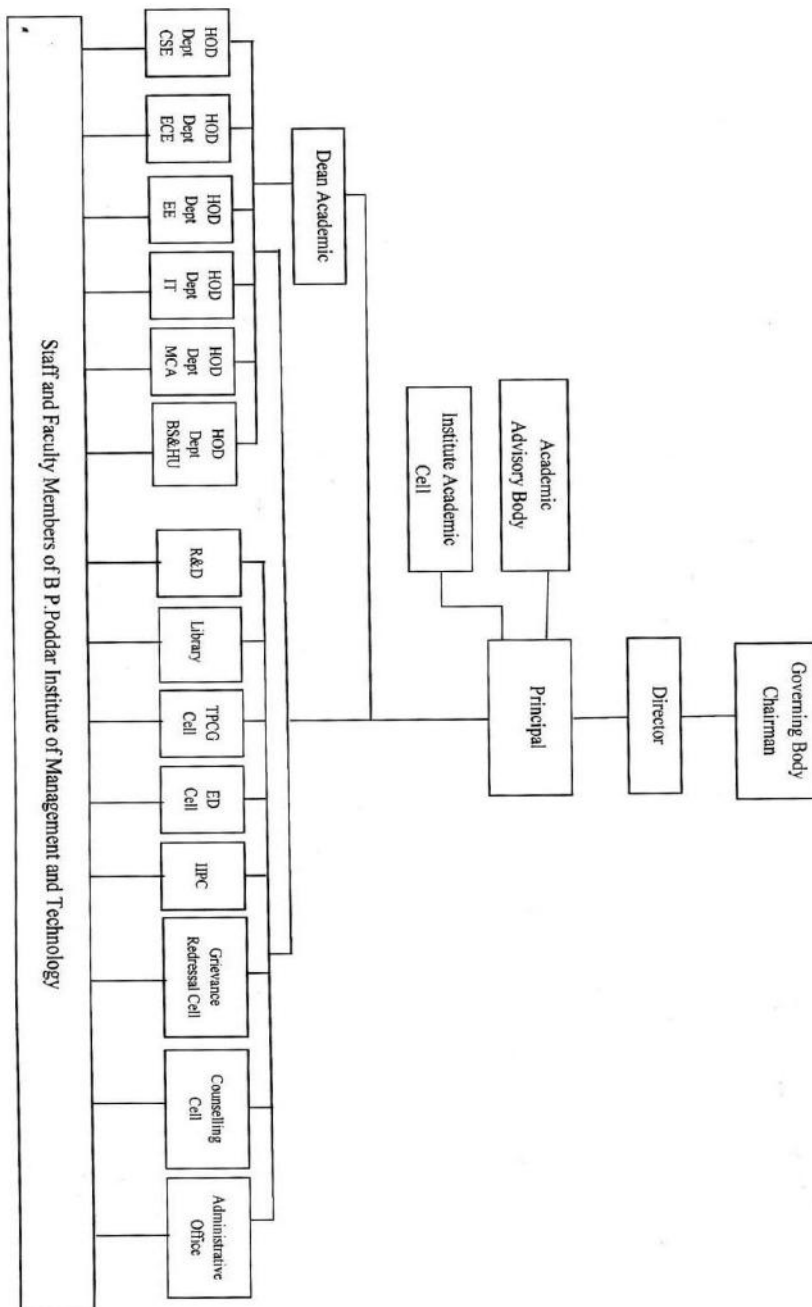 Governing Body
Chairman
Director
Principal
Academic
Advisory Body
Institute Academic
Cell
Dean Academic
HOD
Dept
CSE
HOD
Dept
ECE
HOD
Dept
EE
HOD
Dept
IT
HOD
Dept
MCA
HOD
Dept
BS&HU
R&D
Library
TPCG
Cell
ED
Cell
IIPC
Grievance
Redressal Cell
Counselling
Cell
Administrative
Office
Staff and Faculty Members of B P.Poddar Institute of Management and Technology